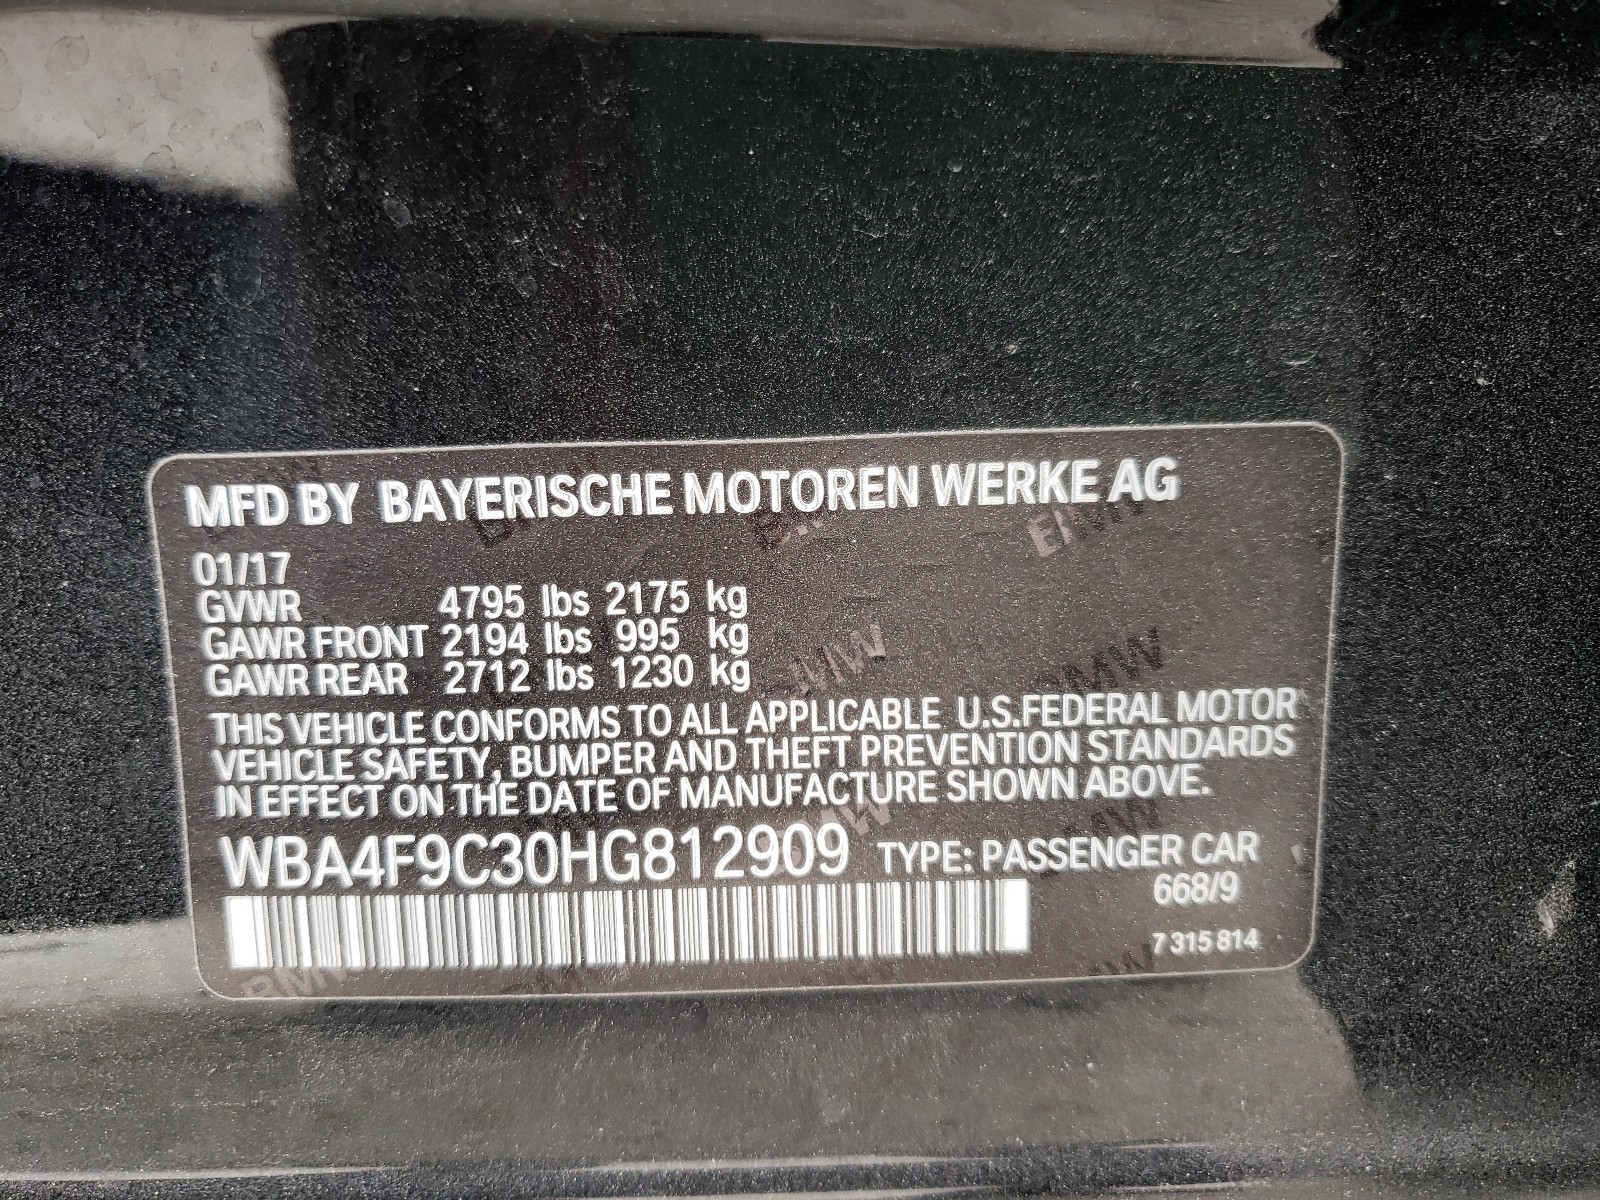 MFD BY BAYERISCHE MOTOREN WERKE AG
01/17
GVWR 4795 lbs 2175 kg
GAWR FRONT 2194 lbs 995 kg
GAWR REAR 2712 lbs 1230 kg
THIS VEHICLE CONFORMS TO ALL APPLICABLE U.S.FEDERAL MOTOR
VEHICLE SAFETY, BUMPER AND THEFT PREVENTION STANDARDS
IN EFFECT ON THE DATE OF MANUFACTURE SHOWN ABOVE.
WBA4F9C30HG812909 TYPE: PASSENGER CAR
668/9
7 315 814